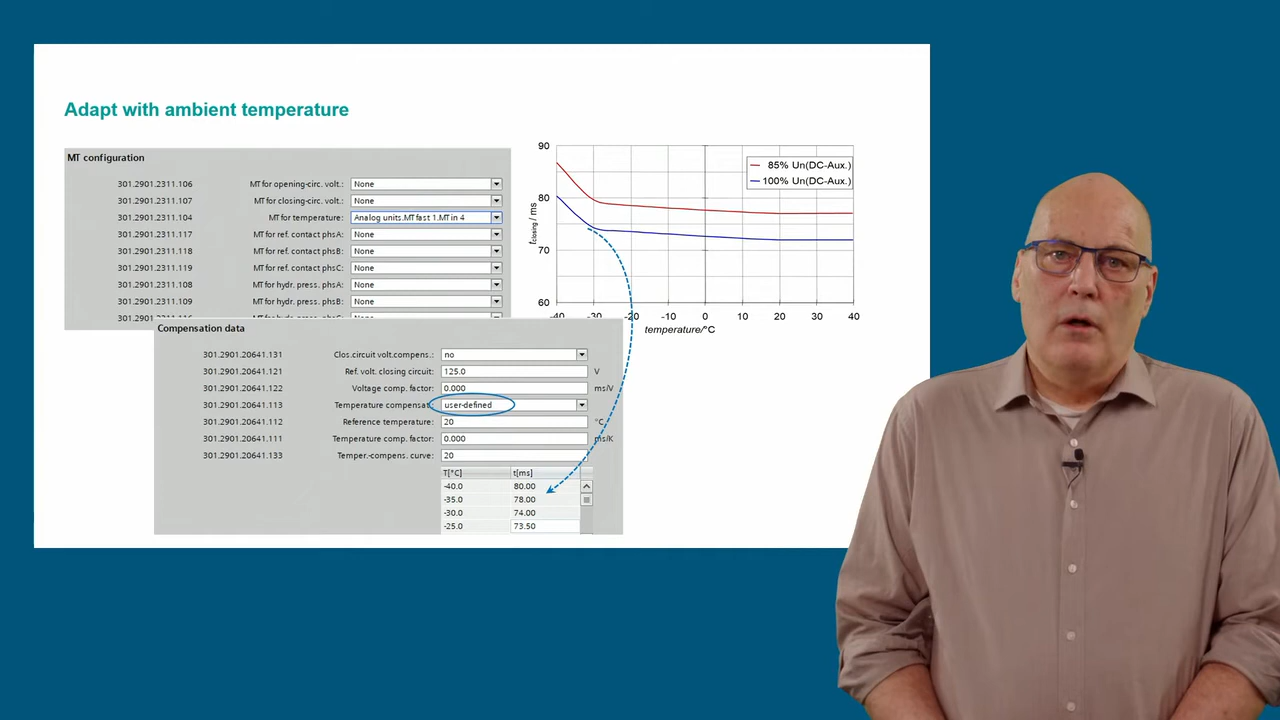 Adapt with ambient temperature
MT configuration
301.2901.2311.106 MT for opening-circ. volt.: None
301.2901.2311.107 MT for closing-circ. volt.: None
301.2901.2311.104 MT for temperature: Analog units.MT fast 1.MT in 4
301.2901.2311.117 MT for ref. contact phsA: None
301.2901.2311.118 MT for ref. contact phsB: None
301.2901.2311.119 MT for ref. contact phsC: None
301.2901.2311.108 MT for hydr. press. phsA: None
301.2901.2311.109 MT for hydr. press. phsB: None
90
80
70
60
tclosing / ms
85% Un(DC-Aux.)
100% Un(DC-Aux.)
-40 -30 -20 -10 0 10 20 30 40
temperature/°C
Compensation data
301.2901.20641.131 Clos.circuit volt.compens.: no
301.2901.20641.121 Ref. volt. closing circuit: 125.0 V
301.2901.20641.122 Voltage comp. factor: 0.000 ms/V
301.2901.20641.113 Temperature compensat. user-defined
301.2901.20641.112 Reference temperature: 20 °C
301.2901.20641.111 Temperature comp. factor: 0.000 ms/K
301.2901.20641.133 Temper.-compens. curve: 20
T[°C] t[ms]
-40.0 80.00
-35.0 78.00
-30.0 74.00
-25.0 73.50